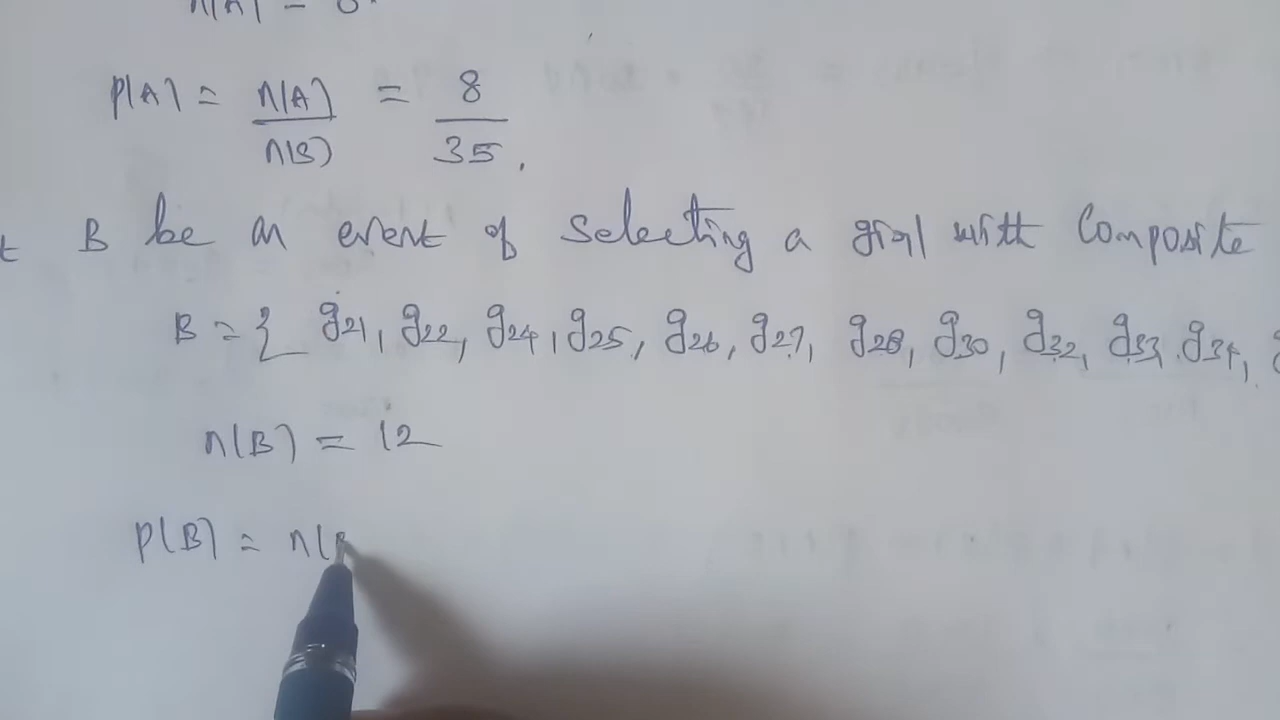 n(A) = 8.
P(A) = n(A) / n(S) = 8 / 35.
t B be an event of selecting a girl with Composite
B = { g21, g22, g24, g25, g26, g27, g28, g30, g32, g33, g34,
n(B) = 12
P(B) = n(B